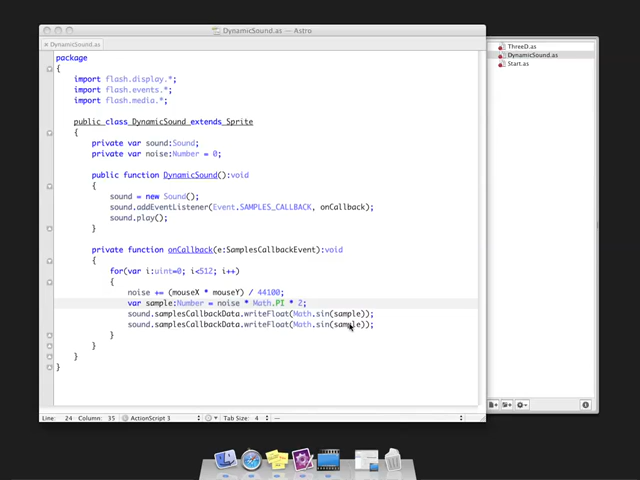 DynamicSound.as — Astro
DynamicSound.as
package
{
import flash.display.*;
import flash.events.*;
import flash.media.*;
public class DynamicSound extends Sprite
{
private var sound:Sound;
private var noise:Number = 0;
public function DynamicSound():void
{
sound = new Sound();
sound.addEventListener(Event.SAMPLES_CALLBACK, onCallback);
sound.play();
}
private function onCallback(e:SamplesCallbackEvent):void
{
for(var i:uint=0; i<512; i++)
{
noise += (mouseX * mouseY) / 44100;
var sample:Number = noise * Math.PI * 2;
sound.samplesCallbackData.writeFloat(Math.sin(sample));
sound.samplesCallbackData.writeFloat(Math.sin(sample));
}
}
}
}
Line: 24 Column: 35 ActionScript 3 Tab Size: 4 —
ThreeD.as
DynamicSound.as
Start.as